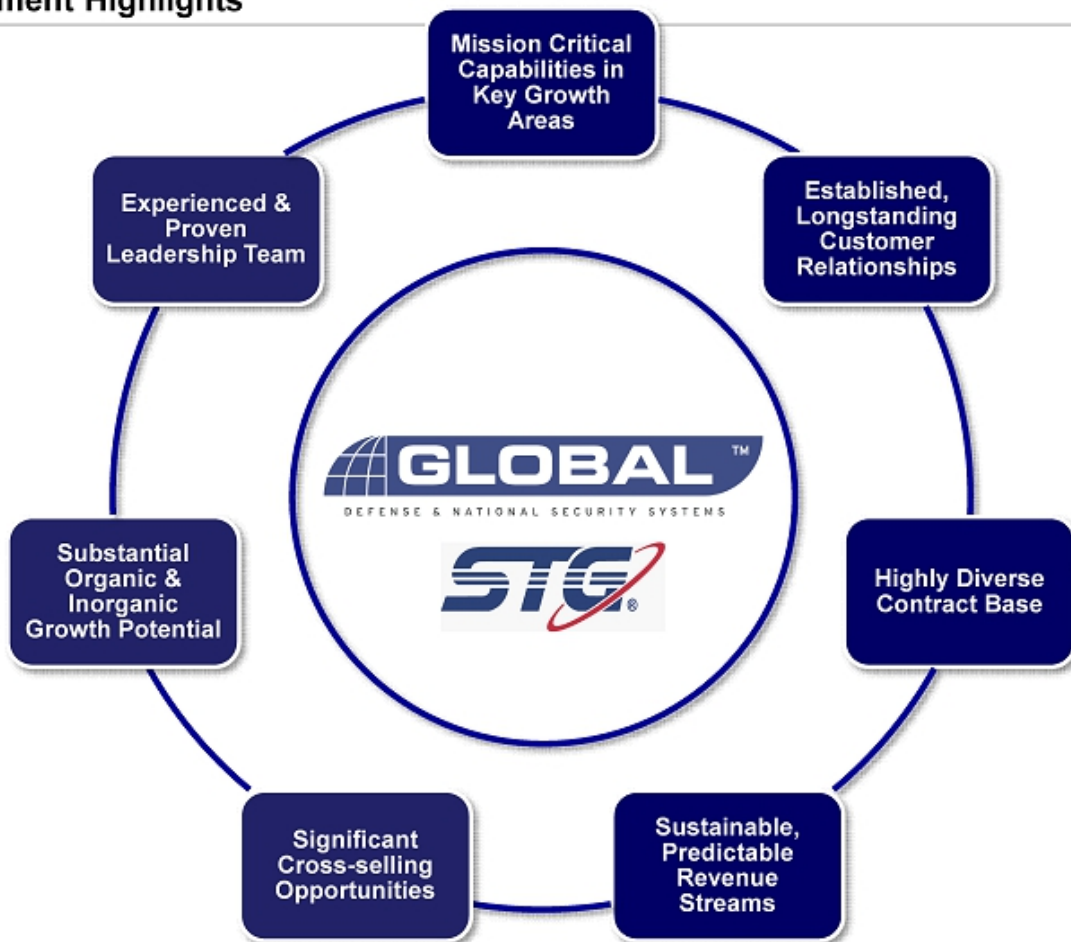 ment Highlights
Mission Critical
Capabilities in
Key Growth
Areas
Established,
Longstanding
Customer
Relationships
Highly Diverse
Contract Base
Sustainable,
Predictable
Revenue
Streams
Significant
Cross-selling
Opportunities
Substantial
Organic &
Inorganic
Growth Potential
Experienced &
Proven
Leadership Team
GLOBAL ™
DEFENSE & NATIONAL SECURITY SYSTEMS
STG®